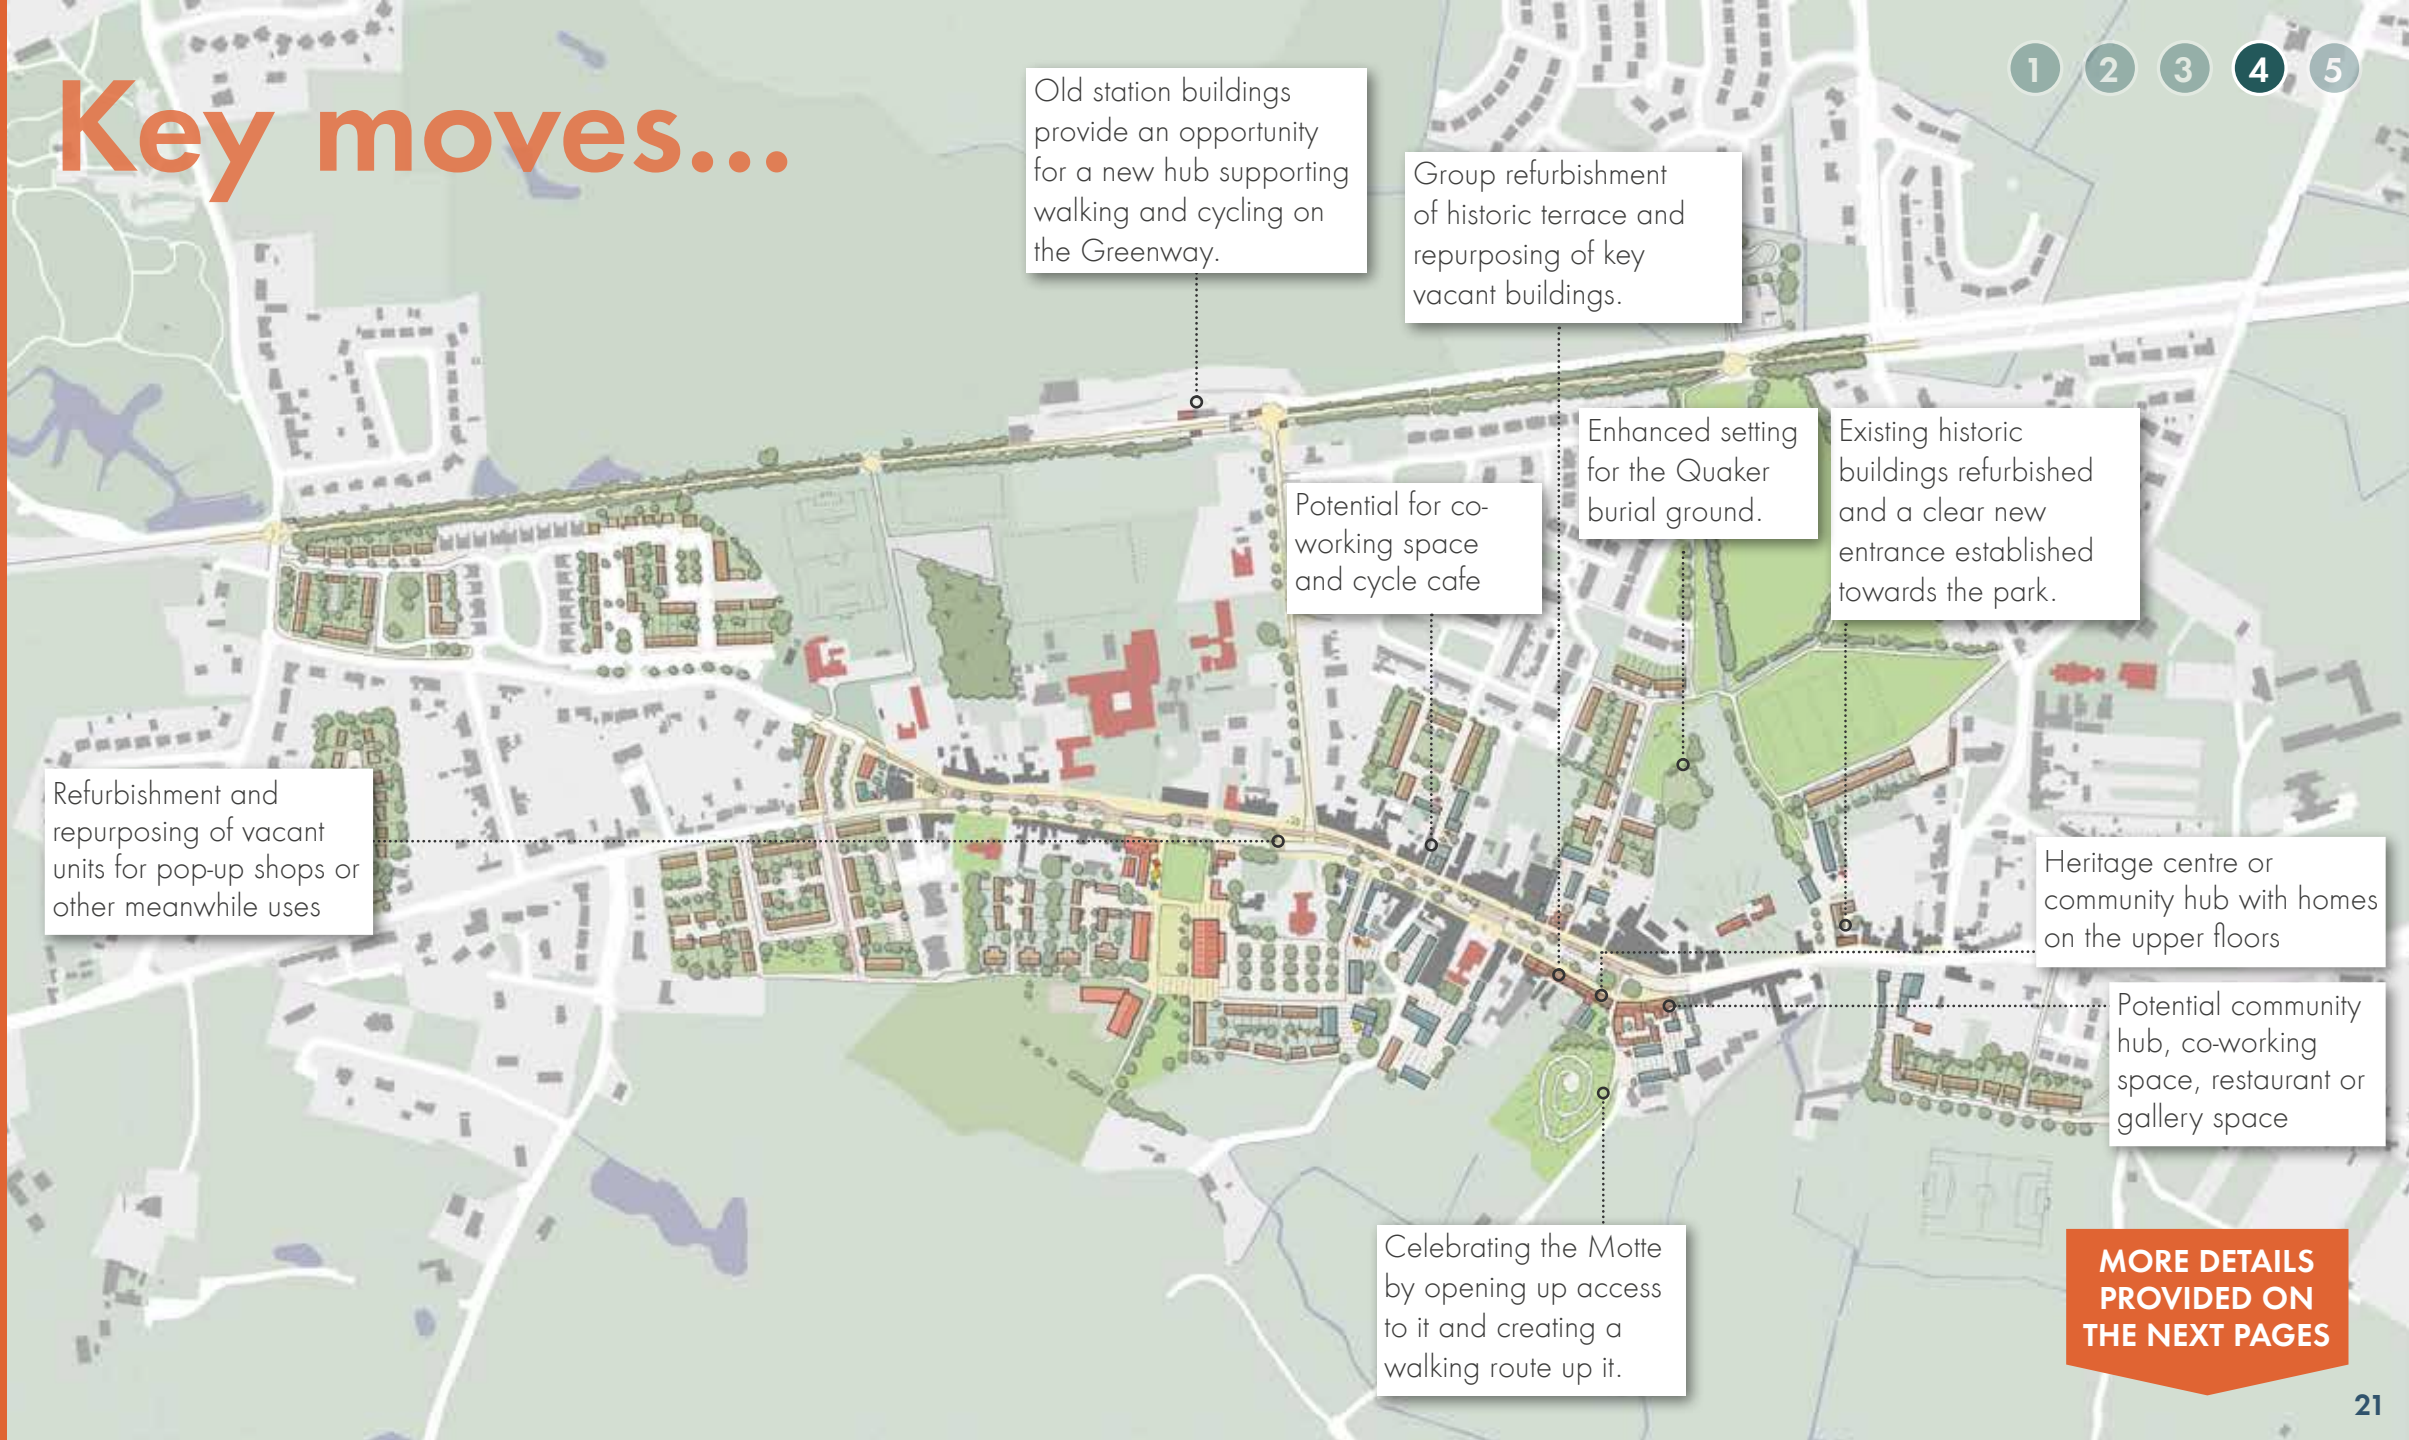 Key moves...
1 2 3 4 5
Old station buildings
provide an opportunity
for a new hub supporting
walking and cycling on
the Greenway.
Group refurbishment
of historic terrace and
repurposing of key
vacant buildings.
Enhanced setting
for the Quaker
burial ground.
Existing historic
buildings refurbished
and a clear new
entrance established
towards the park.
Potential for co-
working space
and cycle cafe
Refurbishment and
repurposing of vacant
units for pop-up shops or
other meanwhile uses
Heritage centre or
community hub with homes
on the upper floors
Potential community
hub, co-working
space, restaurant or
gallery space
Celebrating the Motte
by opening up access
to it and creating a
walking route up it.
MORE DETAILS
PROVIDED ON
THE NEXT PAGES
21